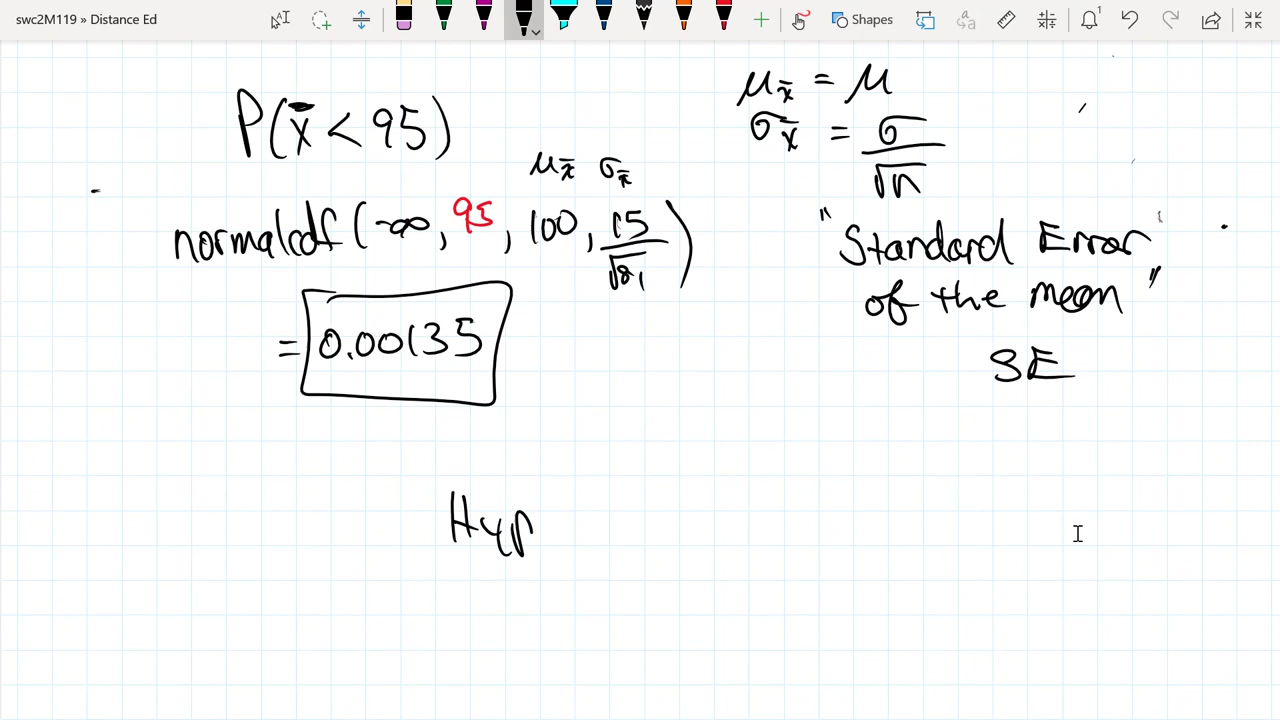 swc2M119 » Distance Ed
Shapes
1
P(x̄ < 95)
μx̄ σx̄
normalcdf(-∞, 95, 100, 15/√81)
= 0.00135
μx̄ = μ
σx̄ = σ/√n
"Standard Error
of the mean"
SE
Hyp